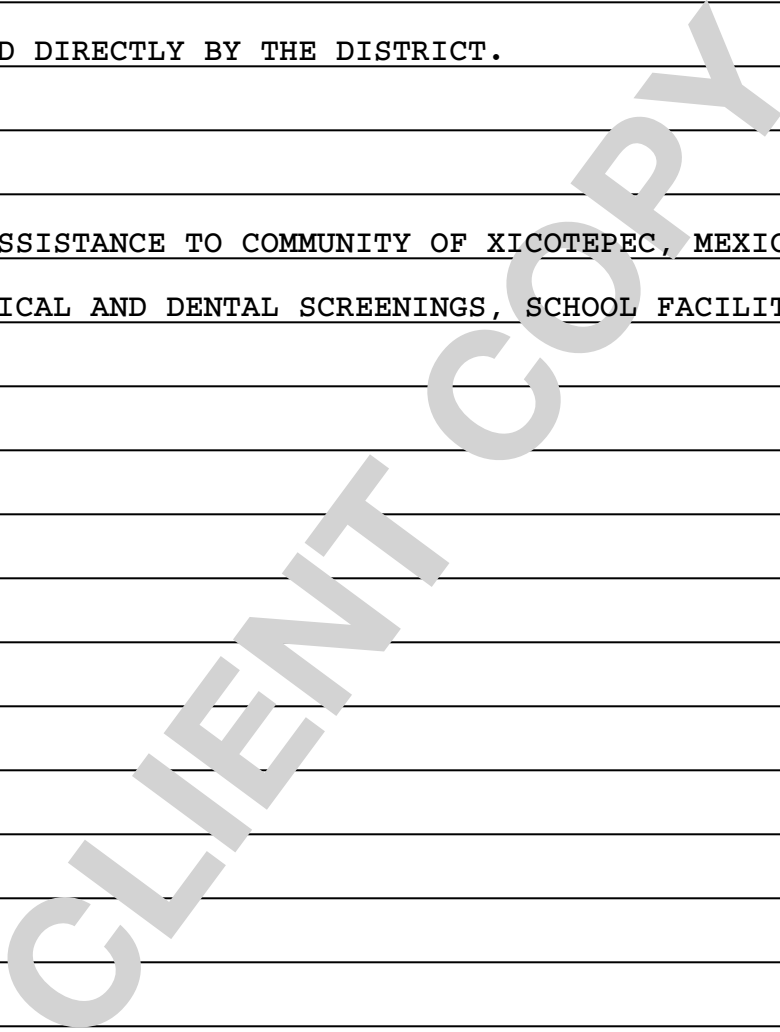 D DIRECTLY BY THE DISTRICT.
SSISTANCE TO COMMUNITY OF XICOTEPEC, MEXIC
ICAL AND DENTAL SCREENINGS, SCHOOL FACILIT
CLIENT COPY